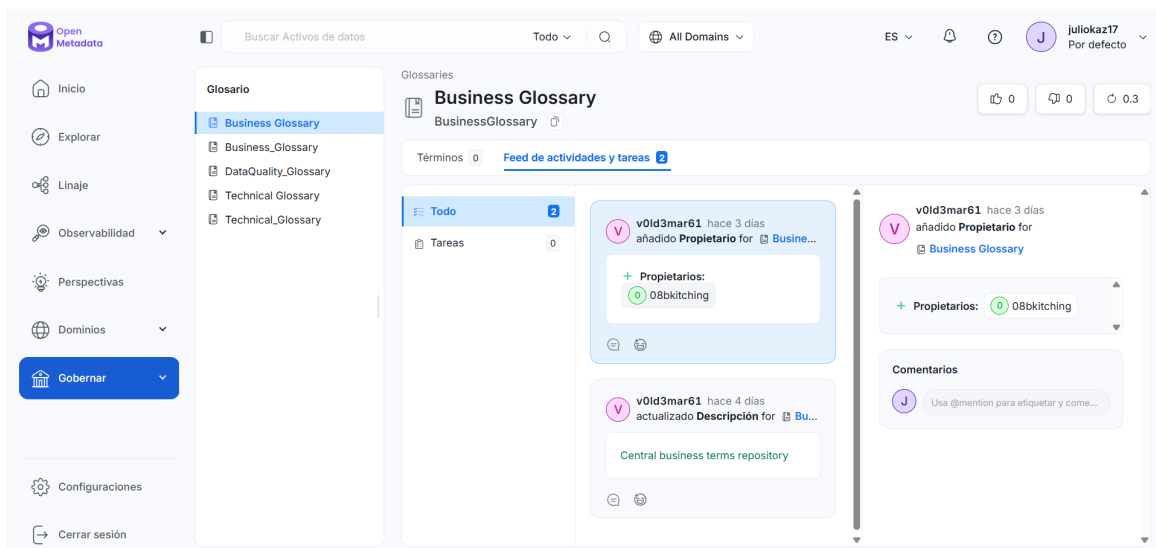 Open
Metadata
Buscar Activos de datos
Todo
All Domains
ES
J
juliokaz17
Por defecto
Inicio
Explorar
Linaje
Observabilidad
Perspectivas
Dominios
Gobernar
Configuraciones
Cerrar sesión
Glosario
Business Glossary
Business_Glossary
DataQuality_Glossary
Technical Glossary
Technical_Glossary
Glossaries
Business Glossary
BusinessGlossary
0
0
0.3
Términos 0
Feed de actividades y tareas 2
Todo 2
Tareas 0
V
v0ld3mar61 hace 3 días
añadido Propietario for Busine...
+ Propietarios:
0 08bkitching
V
v0ld3mar61 hace 4 días
actualizado Descripción for Bu...
Central business terms repository
V
v0ld3mar61 hace 3 días
añadido Propietario for
Business Glossary
+ Propietarios: 0 08bkitching
Comentarios
J
Usa @mention para etiquetar y come...